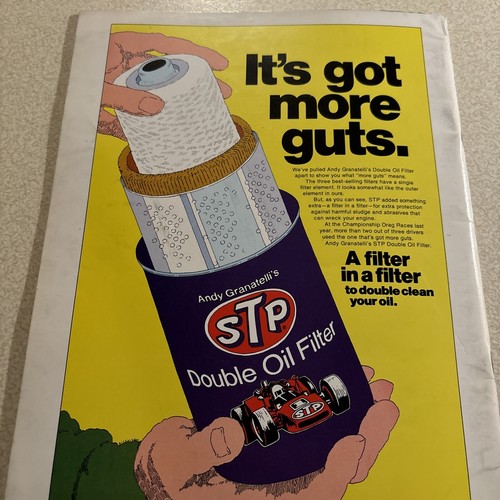 It's got
more
guts.
We've pulled Andy Granatelli's Double Oil Filter
apart to show you what "more guts" means.
The three best-selling filters have a single
filter element. It looks somewhat like the outer
element in ours.
But, as you can see, STP added something
extra—a filter in a filter—for extra protection
against harmful sludge and abrasives that
can wreck your engine.
At the Championship Drag Races last
year, more than two out of three drivers
used the one that's got more guts.
Andy Granatelli's STP Double Oil Filter.
A filter
in a filter
to double clean
your oil.
Andy Granatelli's
STP
Double Oil Filter
STP